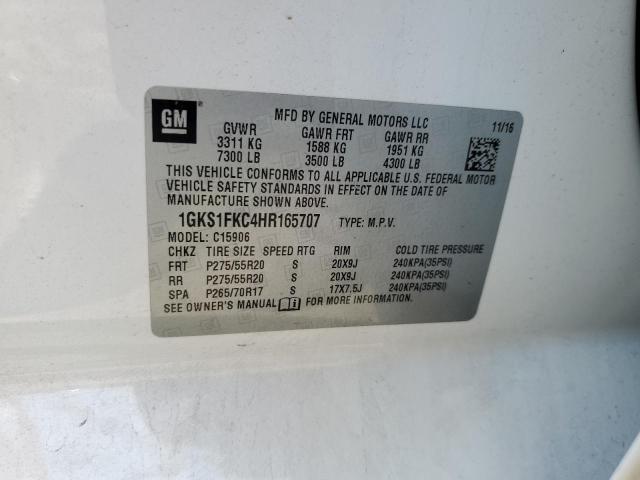 GM
MFD BY GENERAL MOTORS LLC
11/16
GVWR GAWR FRT GAWR RR
3311 KG 1588 KG 1951 KG
7300 LB 3500 LB 4300 LB
THIS VEHICLE CONFORMS TO ALL APPLICABLE U.S. FEDERAL MOTOR
VEHICLE SAFETY STANDARDS IN EFFECT ON THE DATE OF
MANUFACTURE SHOWN ABOVE.
1GKS1FKC4HR165707 TYPE: M.P.V.
MODEL: C15906
CHKZ TIRE SIZE SPEED RTG RIM COLD TIRE PRESSURE
FRT P275/55R20 S 20X9J 240KPA(35PSI)
RR P275/55R20 S 20X9J 240KPA(35PSI)
SPA P265/70R17 S 17X7.5J 240KPA(35PSI)
SEE OWNER'S MANUAL FOR MORE INFORMATION.